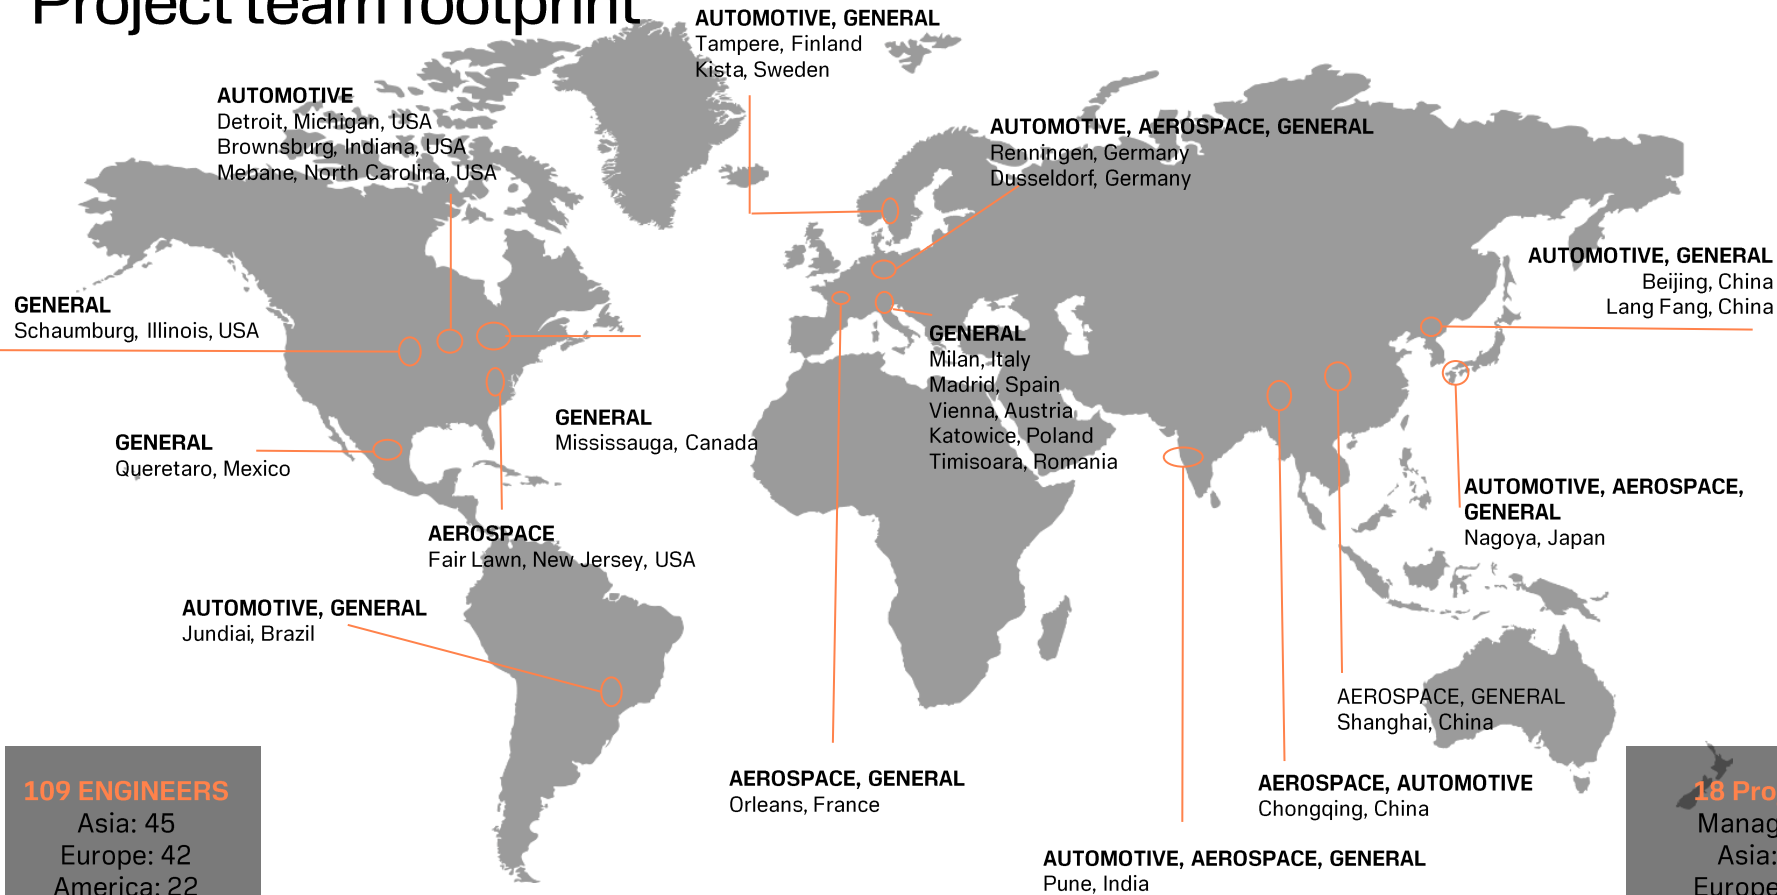 Project team footprint
AUTOMOTIVE, GENERAL
Tampere, Finland
Kista, Sweden
AUTOMOTIVE
Detroit, Michigan, USA
Brownsburg, Indiana, USA
Mebane, North Carolina, USA
AUTOMOTIVE, AEROSPACE, GENERAL
Renningen, Germany
Dusseldorf, Germany
AUTOMOTIVE, GENERAL
Beijing, China
Lang Fang, China
GENERAL
Schaumburg, Illinois, USA
GENERAL
Milan, Italy
Madrid, Spain
Vienna, Austria
Katowice, Poland
Timisoara, Romania
GENERAL
Mississauga, Canada
GENERAL
Queretaro, Mexico
AUTOMOTIVE, AEROSPACE,
GENERAL
Nagoya, Japan
AEROSPACE
Fair Lawn, New Jersey, USA
AUTOMOTIVE, GENERAL
Jundiai, Brazil
AEROSPACE, GENERAL
Shanghai, China
AEROSPACE, GENERAL
Orleans, France
AEROSPACE, AUTOMOTIVE
Chongqing, China
AUTOMOTIVE, AEROSPACE, GENERAL
Pune, India
109 ENGINEERS
Asia: 45
Europe: 42
America: 22
18 Pro
Manag
Asia:
Europe